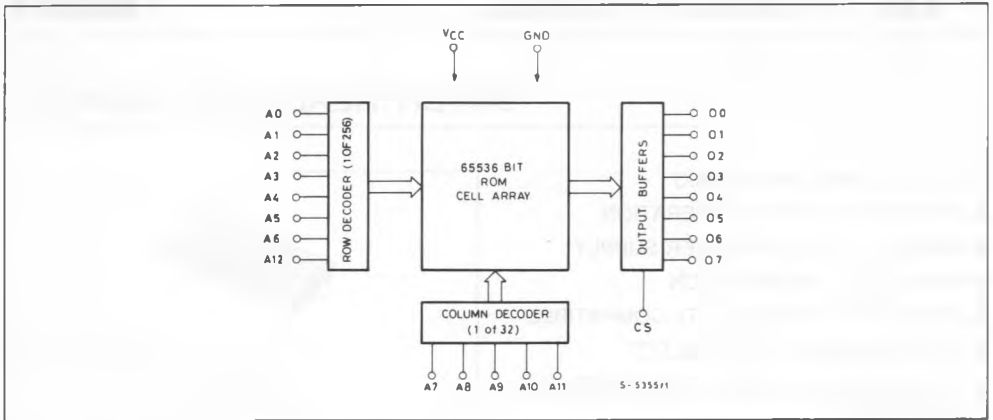 VCC
GND
A0
A1
A2
A3
A4
A5
A6
A12
ROW DECODER (1 OF 256)
65536 BIT
ROM
CELL ARRAY
OUTPUT BUFFERS
O0
O1
O2
O3
O4
O5
O6
O7
CS
COLUMN DECODER
(1 of 32)
A7
A8
A9
A10
A11
S-5355/1